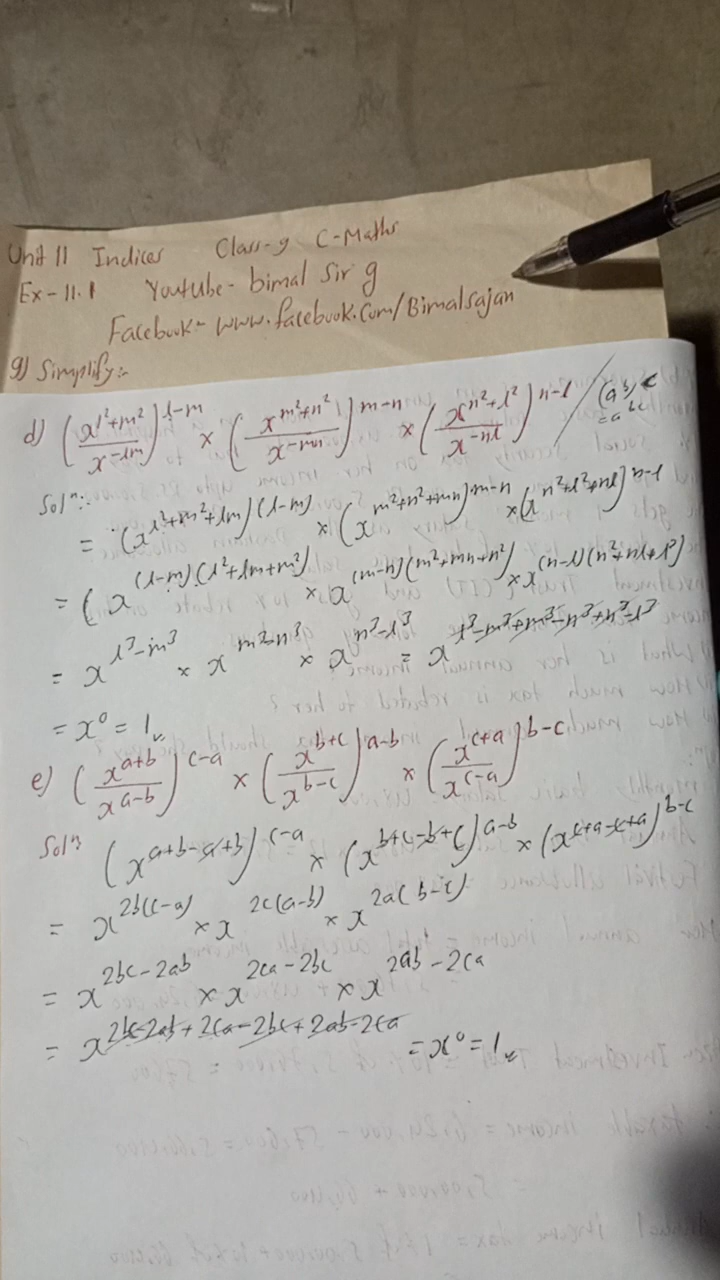 Unit 11 Indices Class-9 C-Maths
Ex-11.1 Youtube- bimal Sir g
Facebook- www.facebook.com/Bimalsajan
g) Simplify:-
d) (x^(l²+m²)/x^(-lm))^(l-m) × (x^(m²+n²)/x^(-mn))^(m-n) × (x^(n²+l²)/x^(-nl))^(n-l) / (a^b)^c = a^bc
Solⁿ:-
= (x^(l²+m²+lm))^(l-m) × (x^(m²+n²+mn))^(m-n) × (x^(n²+l²+nl))^(n-l)
= (x^((l-m)(l²+lm+m²)) × x^((m-n)(m²+mn+n²)) × x^((n-l)(n²+nl+l²))
= x^(l³-m³) × x^(m³-n³) × x^(n³-l³) = x^(l³-m³+m³-n³+n³-l³)
= x⁰ = 1
e) (x^(a+b)/x^(a-b))^(c-a) × (x^(b+c)/x^(b-c))^(a-b) × (x^(c+a)/x^(c-a))^(b-c)
Solⁿ: (x^(a+b-a+b))^(c-a) × (x^(b+c-b+c))^(a-b) × (x^(c+a-c+a))^(b-c)
= x^(2b(c-a)) × x^(2c(a-b)) × x^(2a(b-c))
= x^(2bc-2ab) × x^(2ca-2bc) × x^(2ab-2ca)
= x^(2bc-2ab+2ca-2bc+2ab-2ca) = x⁰ = 1